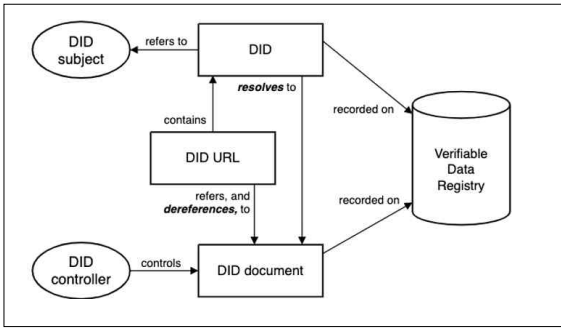 DID
subject
refers to
DID
resolves to
recorded on
contains
DID URL
Verifiable
Data
Registry
refers, and
dereferences, to
recorded on
DID
controller
controls
DID document